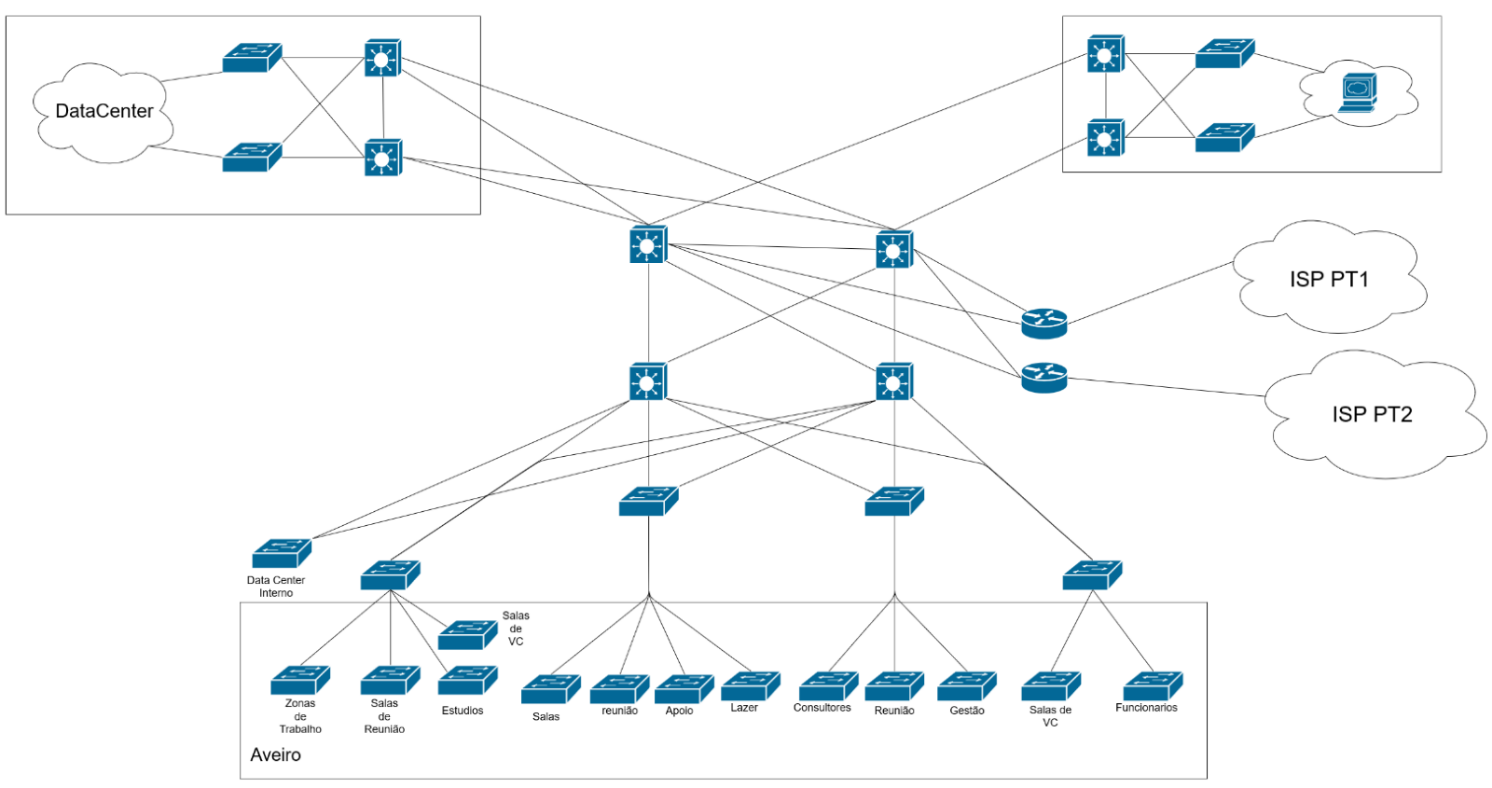 DataCenter
ISP PT1
ISP PT2
Data Center
Interno
Salas
de
VC
Zonas
de
Trabalho
Salas
de
Reunião
Estudios
Salas
reunião
Apoio
Lazer
Consultores
Reunião
Gestão
Salas de
VC
Funcionarios
Aveiro